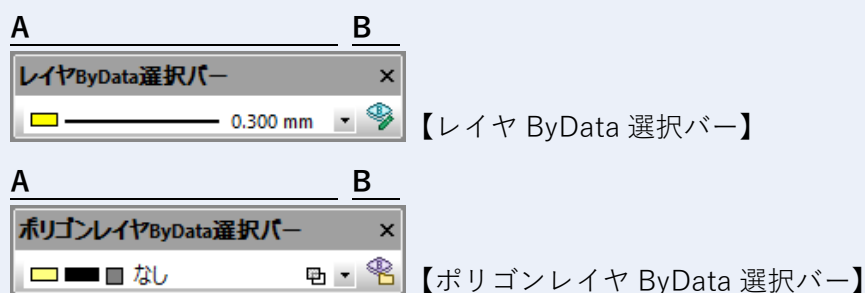 A B
レイヤByData選択バー ×
0.300 mm
【レイヤ ByData 選択バー】
A B
ポリゴンレイヤByData選択バー ×
なし
【ポリゴンレイヤ ByData 選択バー】